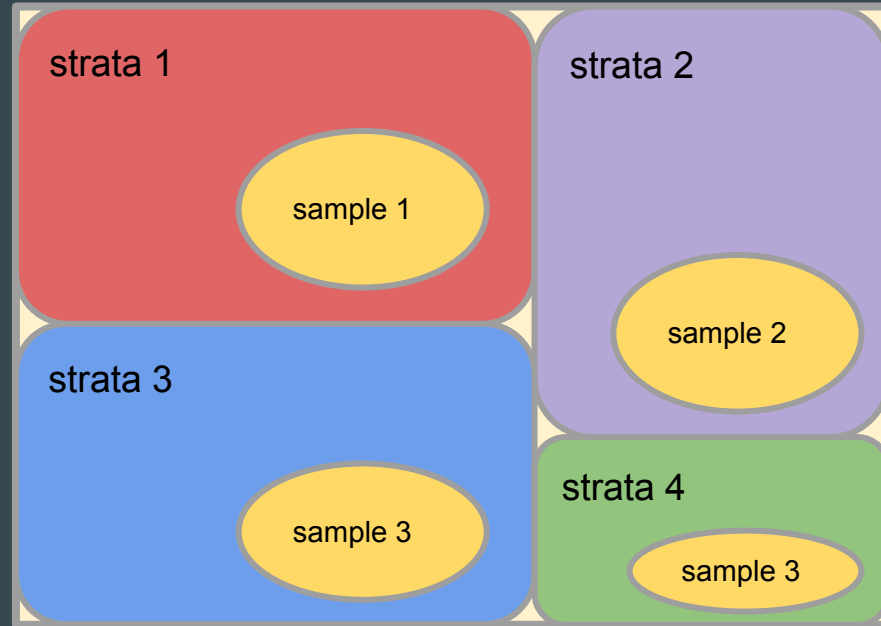 strata 1
sample 1
strata 2
sample 2
strata 3
sample 3
strata 4
sample 3